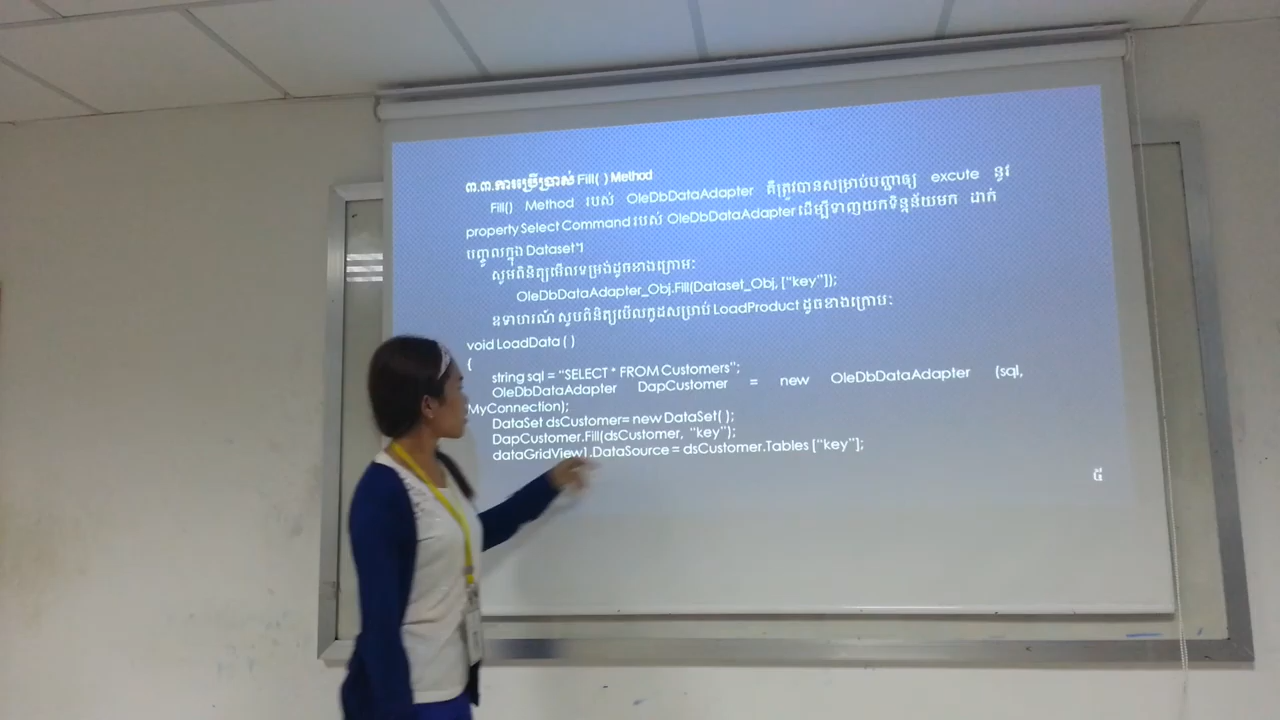 ៣.៣.ការប្រើប្រាស់ Fill( ) Method
Fill() Method របស់ OleDbDataAdapter គឺត្រូវបានសម្រាប់បញ្ជាឲ្យ excute នូវ
property Select Command របស់ OleDbDataAdapter ដើម្បីទាញយកទិន្នន័យមក ដាក់
បញ្ចូលក្នុង Dataset។
សូមពិនិត្យមើលទម្រង់ដូចខាងក្រោម:
OleDbDataAdapter_Obj.Fill(Dataset_Obj, [“key”]);
ឧទាហរណ៍ សូមពិនិត្យមើលកូដសម្រាប់ LoadProduct ដូចខាងក្រោម:
void LoadData ( )
{
string sql = “SELECT * FROM Customers”;
OleDbDataAdapter DapCustomer = new OleDbDataAdapter (sql,
MyConnection);
DataSet dsCustomer= new DataSet( );
DapCustomer.Fill(dsCustomer, “key”);
dataGridView1.DataSource = dsCustomer.Tables [“key”];
៥